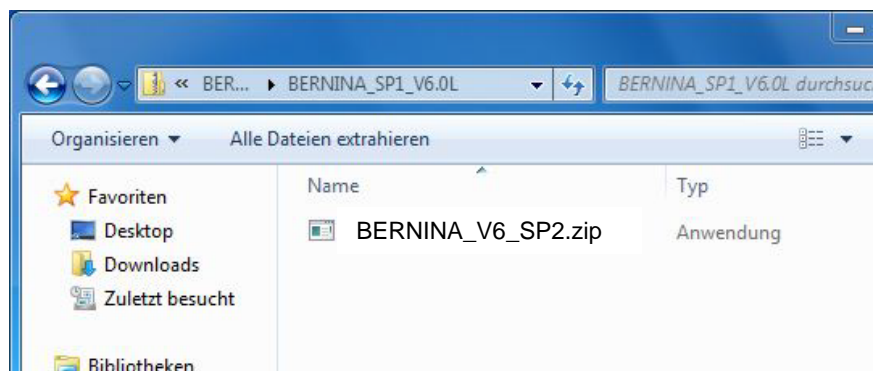 « BER... ▸ BERNINA_SP1_V6.0L
BERNINA_SP1_V6.0L durchsuc
Organisieren
Alle Dateien extrahieren
Name
Typ
Favoriten
BERNINA_V6_SP2.zip
Anwendung
Desktop
Downloads
Zuletzt besucht
Bibliotheken